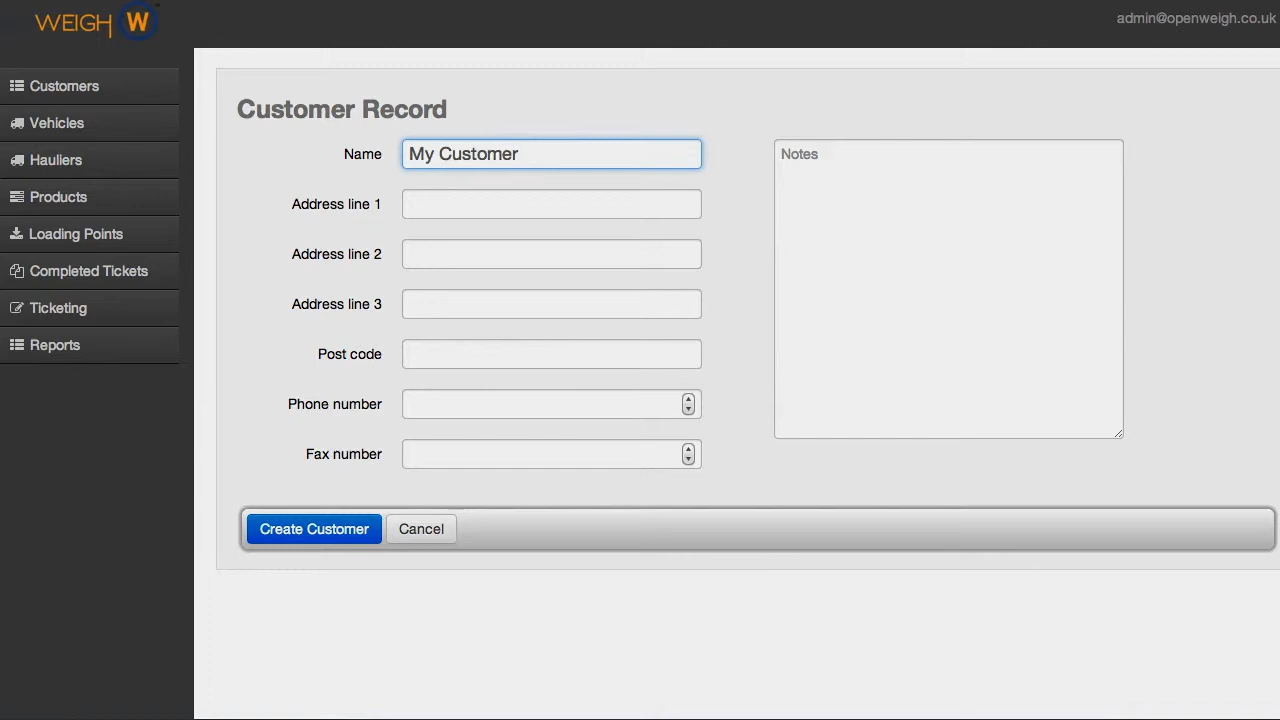 WEIGH W
admin@openweigh.co.uk
Customers
Vehicles
Hauliers
Products
Loading Points
Completed Tickets
Ticketing
Reports
Customer Record
Name
My Customer
Address line 1
Address line 2
Address line 3
Post code
Phone number
Fax number
Notes
Create Customer
Cancel